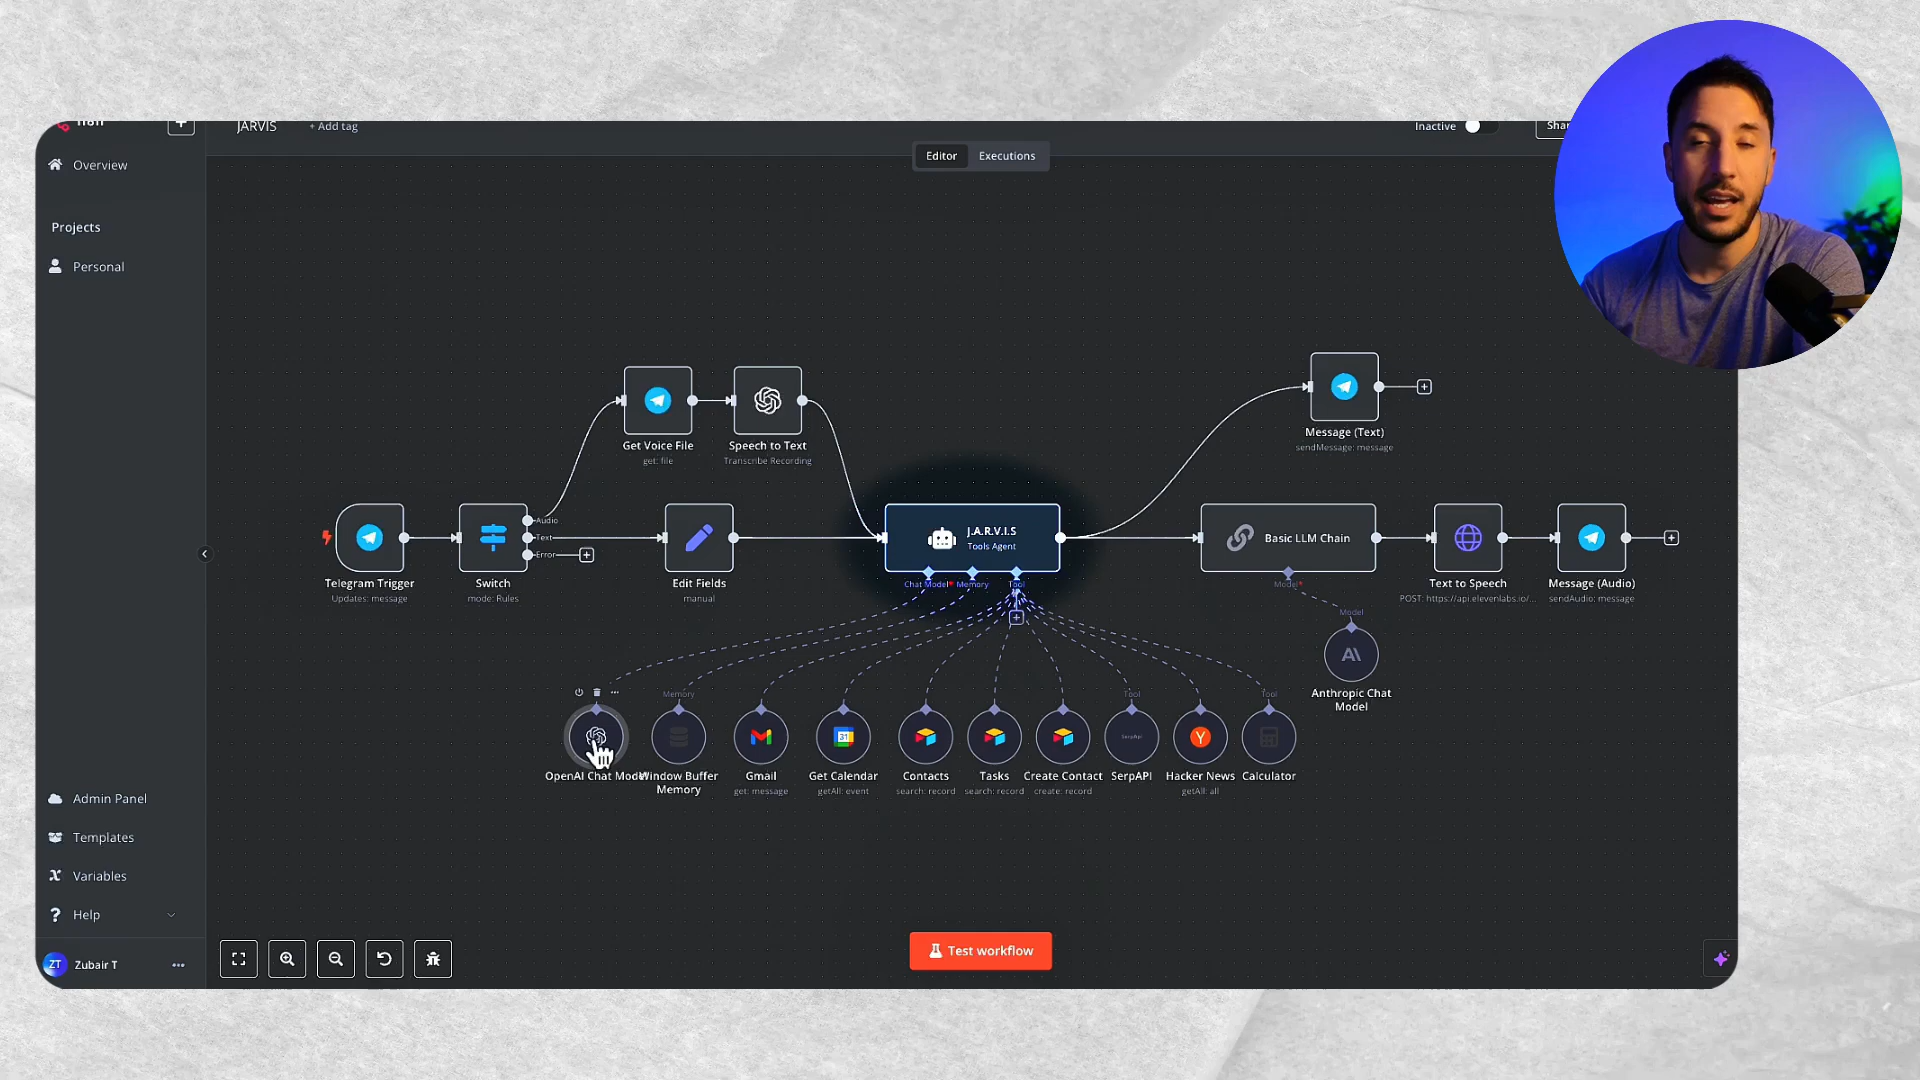 n8n
JARVIS
+ Add tag
Inactive
Editor
Executions
Overview
Projects
Personal
Get Voice File
get: file
Speech to Text
Transcribe Recording
Message (Text)
sendMessage: message
Audio
Text
Error
J.A.R.V.I.S
Tools Agent
Basic LLM Chain
Telegram Trigger
Updates: message
Switch
mode: Rules
Edit Fields
manual
Chat Model*
Memory
Tool
Model*
Text to Speech
POST: https://api.elevenlabs.io/...
Message (Audio)
sendAudio: message
Model
Anthropic Chat
Model
Memory
Tool
Tool
31
SerpApi
OpenAI Chat Model
Window Buffer
Memory
Gmail
get: message
Get Calendar
getAll: event
Contacts
search: record
Tasks
search: record
Create Contact
create: record
SerpAPI
Hacker News
getAll: all
Calculator
Admin Panel
Templates
Variables
Help
ZT
Zubair T
Test workflow